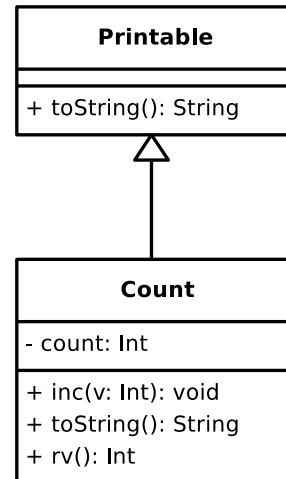 Printable
+ toString(): String
Count
- count: Int
+ inc(v: Int): void
+ toString(): String
+ rv(): Int